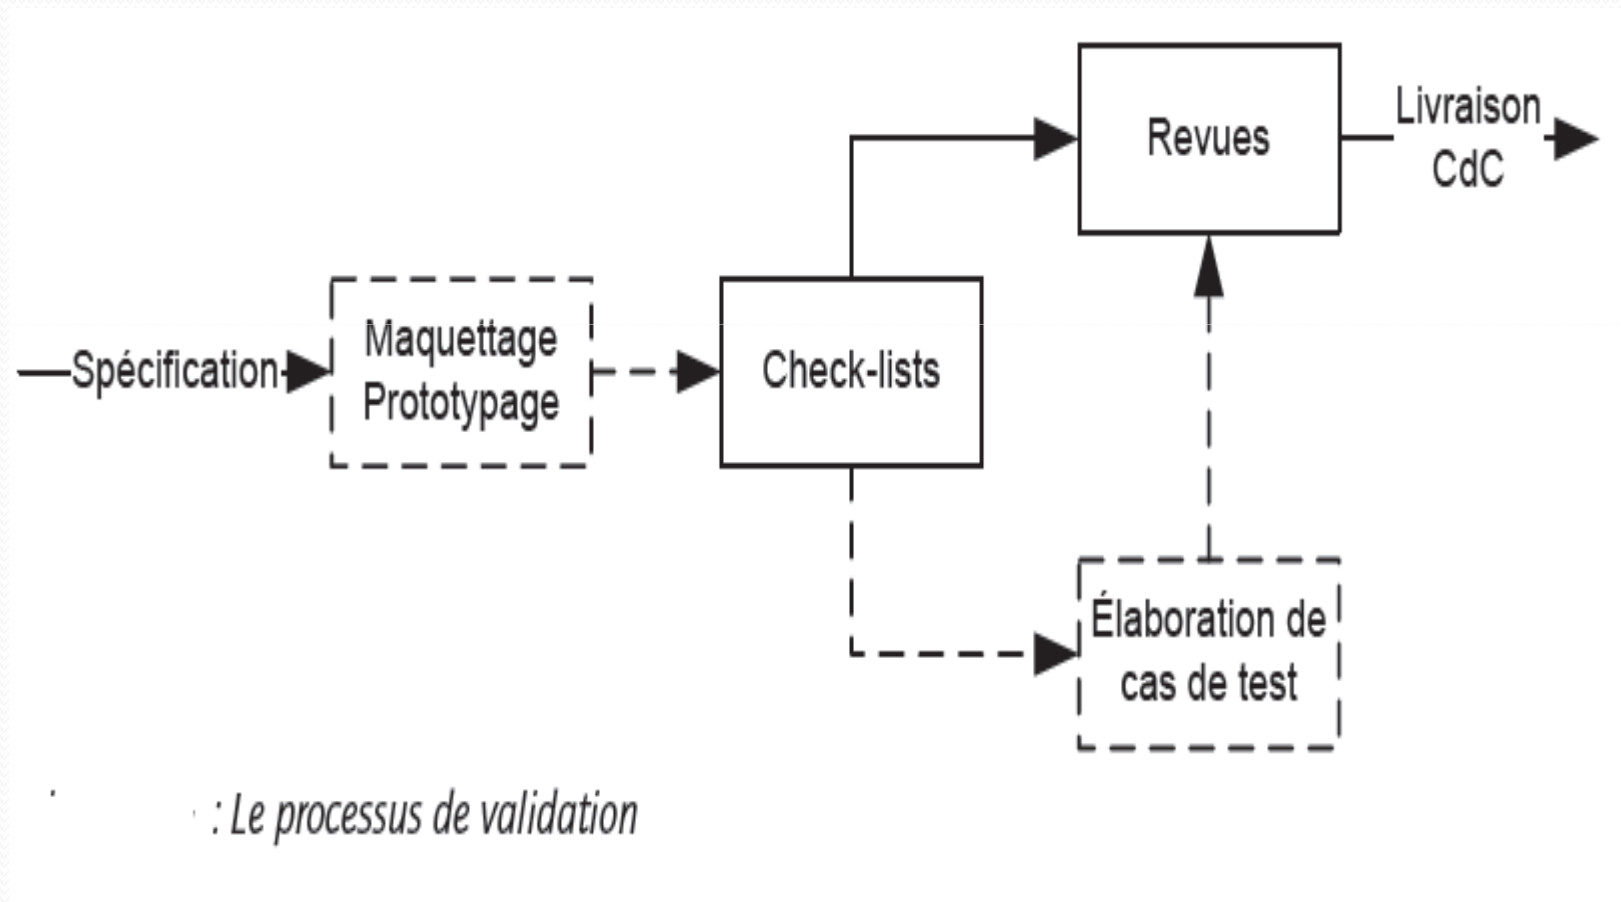 Livraison
CdC
Revues
Spécification
Maquettage
Prototypage
Check-lists
Élaboration de
cas de test
: Le processus de validation